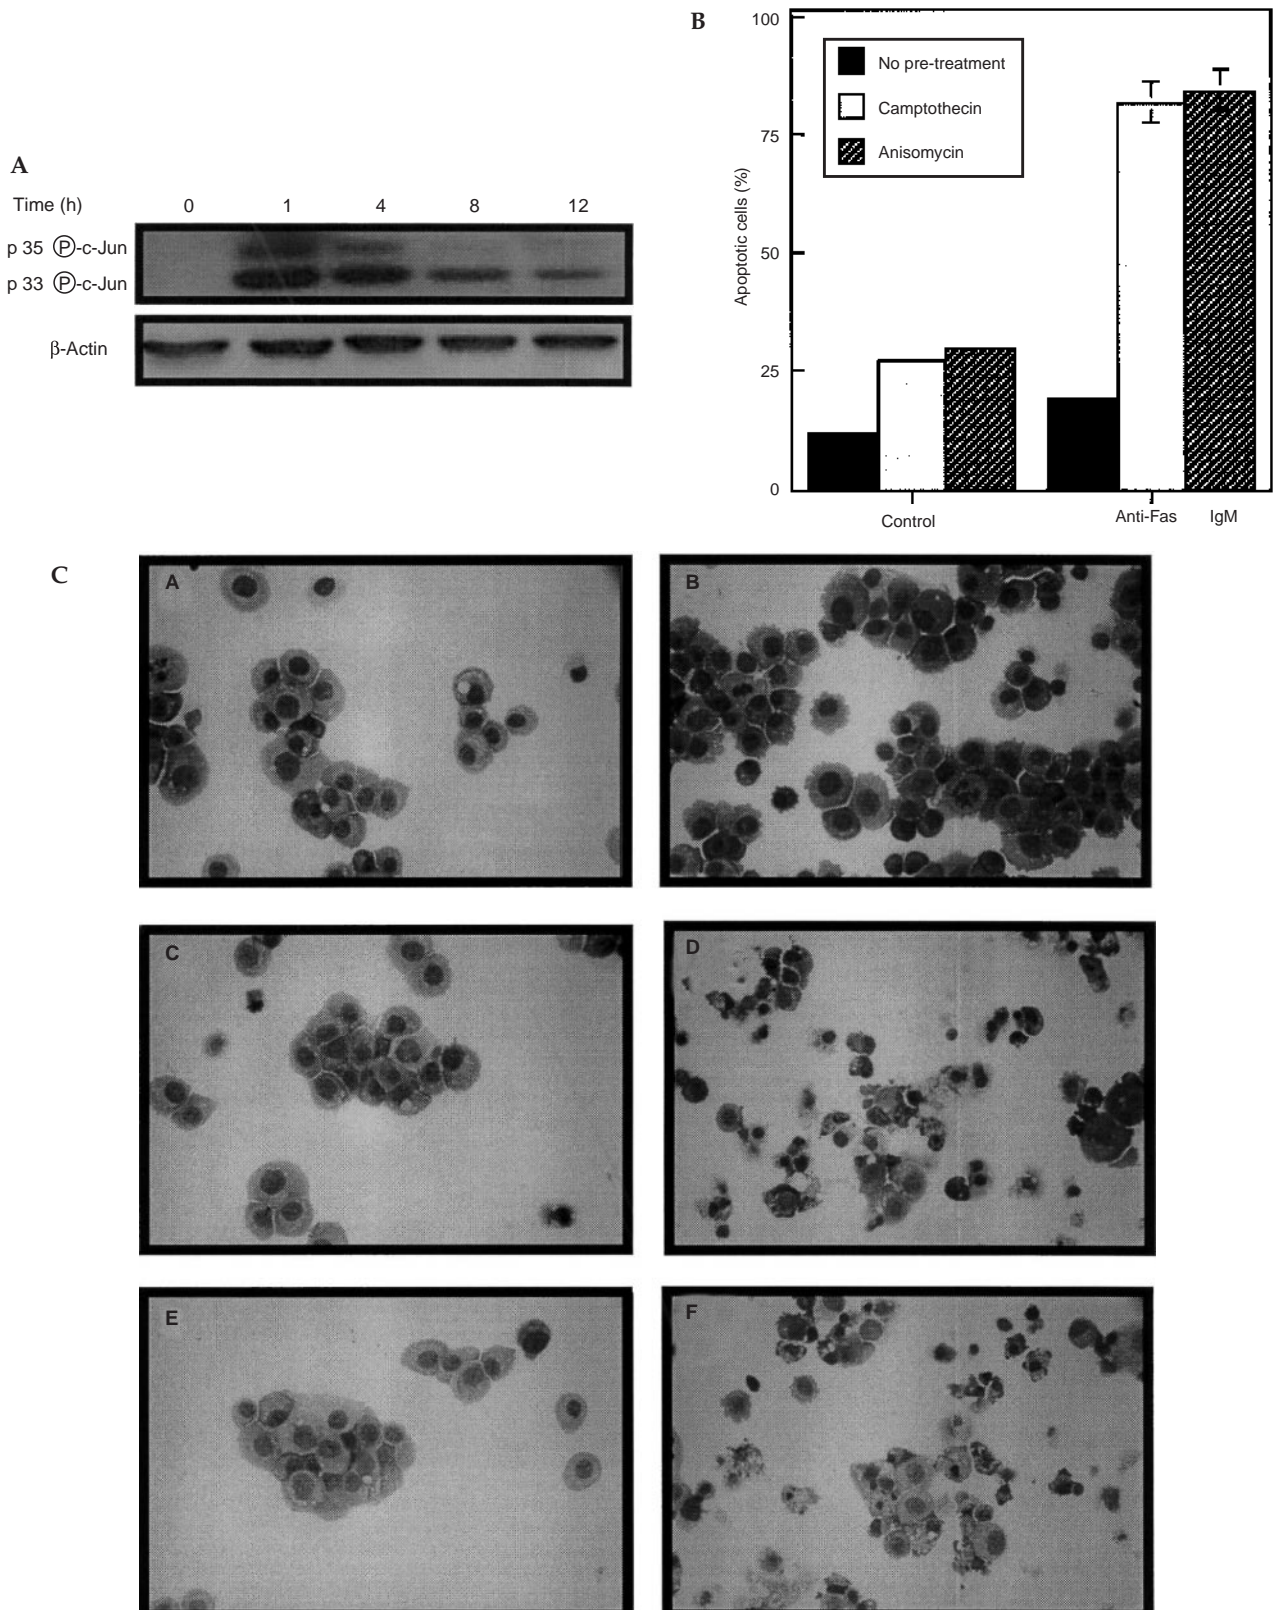 A
Time (h) 0 1 4 8 12
p 35 Ⓟ-c-Jun
p 33 Ⓟ-c-Jun
β-Actin
B
100
75
50
25
0
Apoptotic cells (%)
No pre-treatment
Camptothecin
Anisomycin
Control
Anti-Fas IgM
C
A
B
C
D
E
F